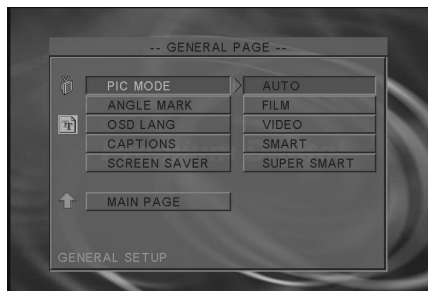 -- GENERAL PAGE --
PIC MODE AUTO
ANGLE MARK FILM
OSD LANG VIDEO
CAPTIONS SMART
SCREEN SAVER SUPER SMART
MAIN PAGE
GENERAL SETUP